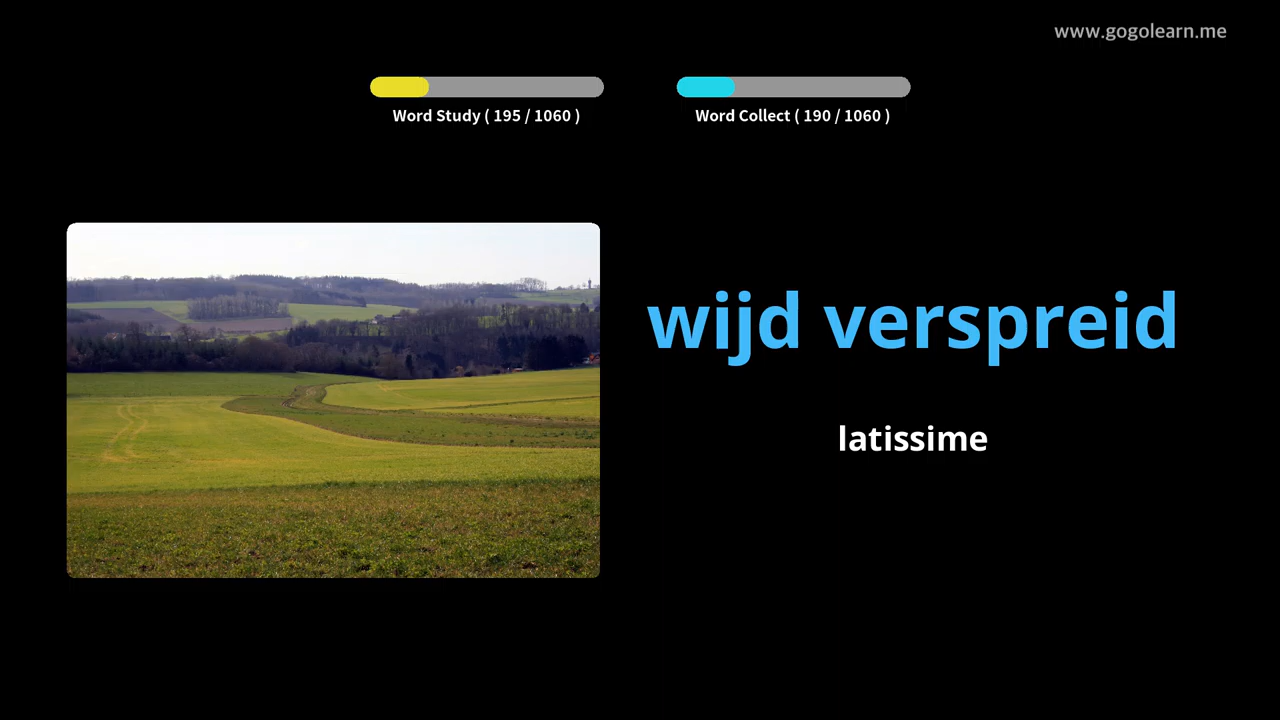 www.gogolearn.me
Word Study ( 195 / 1060 )
Word Collect ( 190 / 1060 )
wijd verspreid
latissime